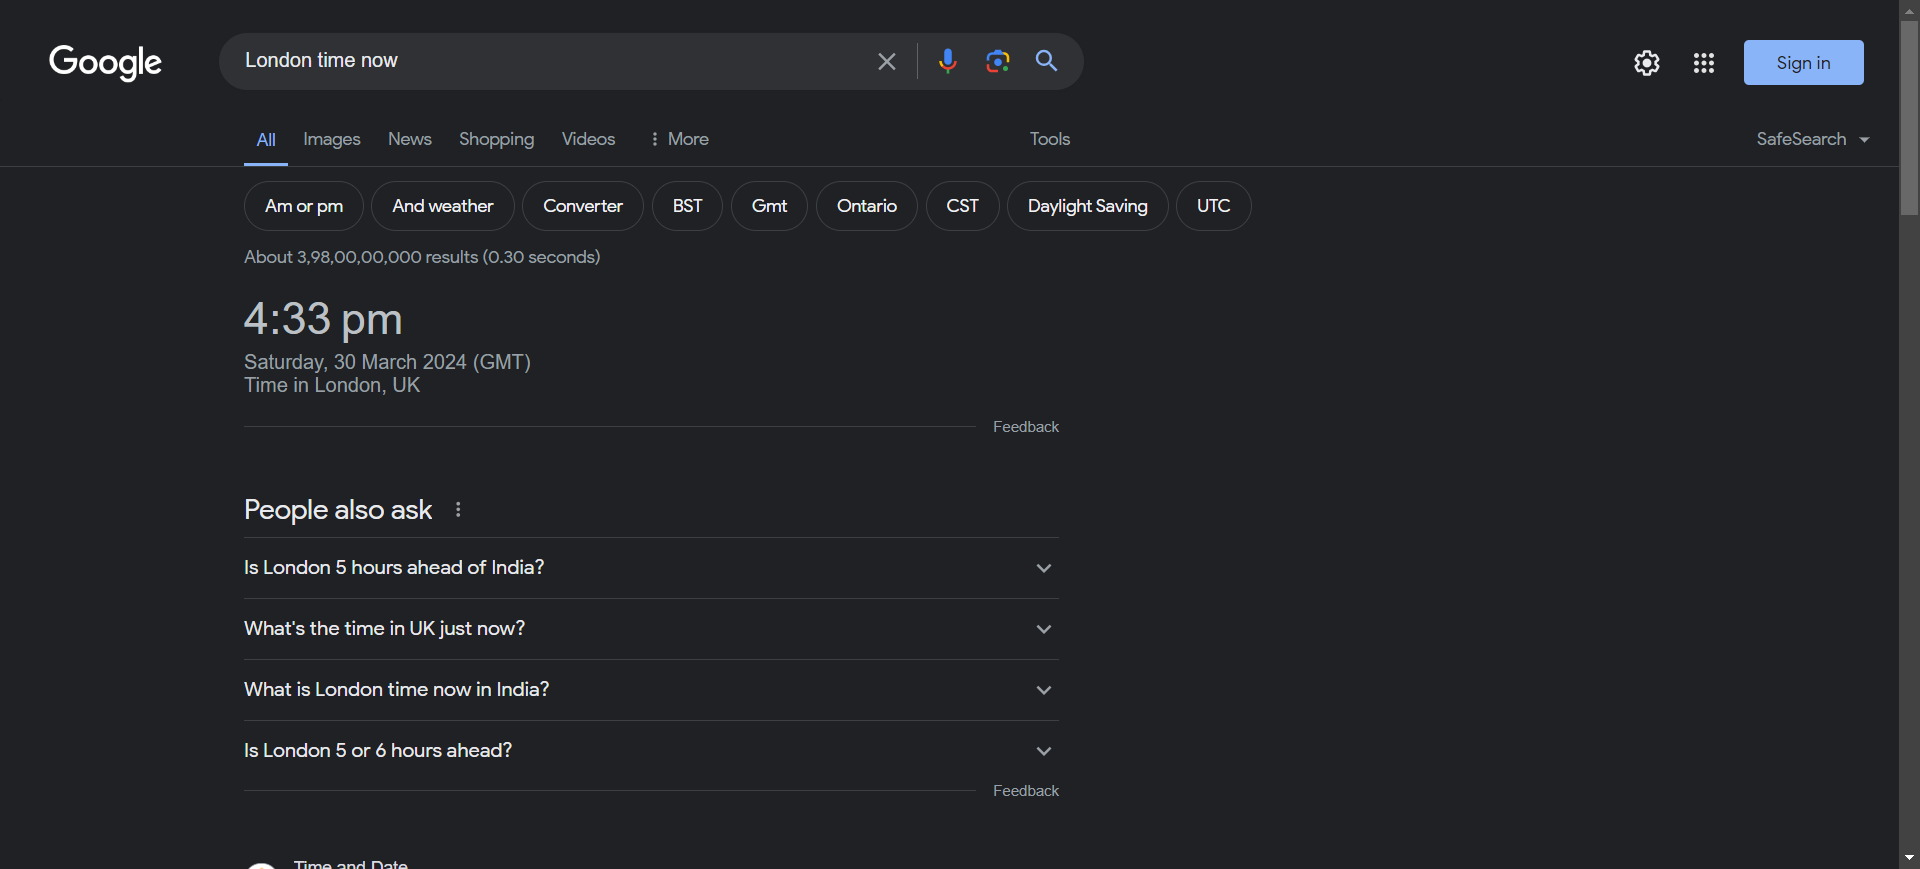 Google
London time now
Sign in
All Images News Shopping Videos More Tools SafeSearch
Am or pm And weather Converter BST Gmt Ontario CST Daylight Saving UTC
About 3,98,00,00,000 results (0.30 seconds)
4:33 pm
Saturday, 30 March 2024 (GMT)
Time in London, UK
Feedback
People also ask
Is London 5 hours ahead of India?
What's the time in UK just now?
What is London time now in India?
Is London 5 or 6 hours ahead?
Feedback
Time and Date